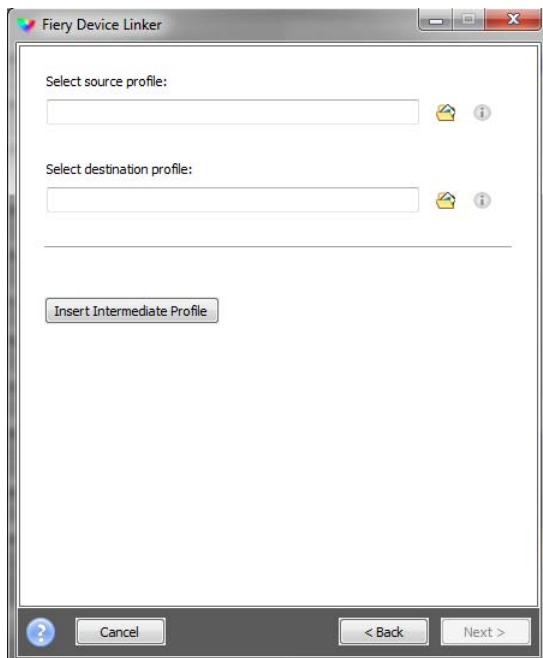 Fiery Device Linker
Select source profile:
Select destination profile:
Insert Intermediate Profile
Cancel
< Back
Next >